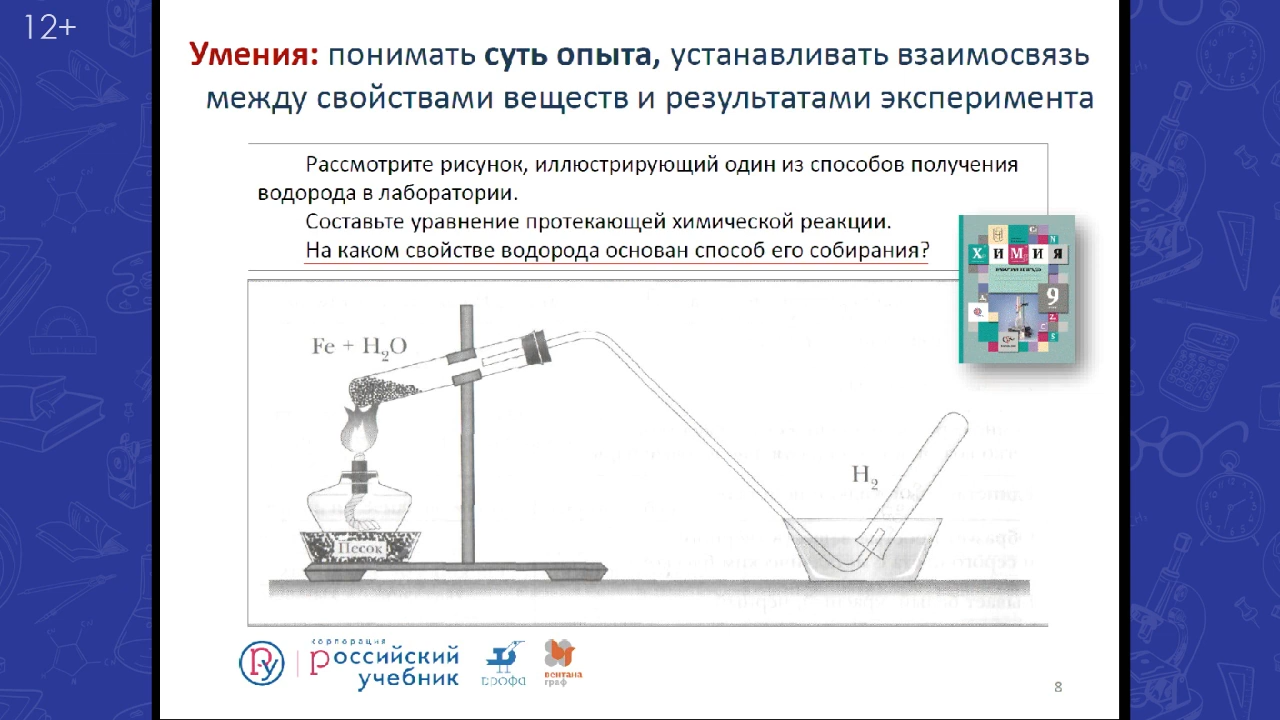 12+
Умения: понимать суть опыта, устанавливать взаимосвязь
между свойствами веществ и результатами эксперимента
Рассмотрите рисунок, иллюстрирующий один из способов получения
водорода в лаборатории.
Составьте уравнение протекающей химической реакции.
На каком свойстве водорода основан способ его собирания?
ХИМИЯ
9
Fe + H₂O
H₂
Песок
корпорация
российский
учебник
дрофа
вентана
граф
8